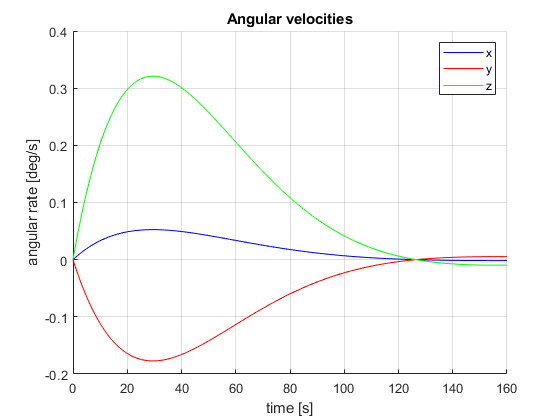 Angular velocities
0.4
0.3
0.2
0.1
0
-0.1
-0.2
angular rate [deg/s]
x
y
z
0 20 40 60 80 100 120 140 160
time [s]